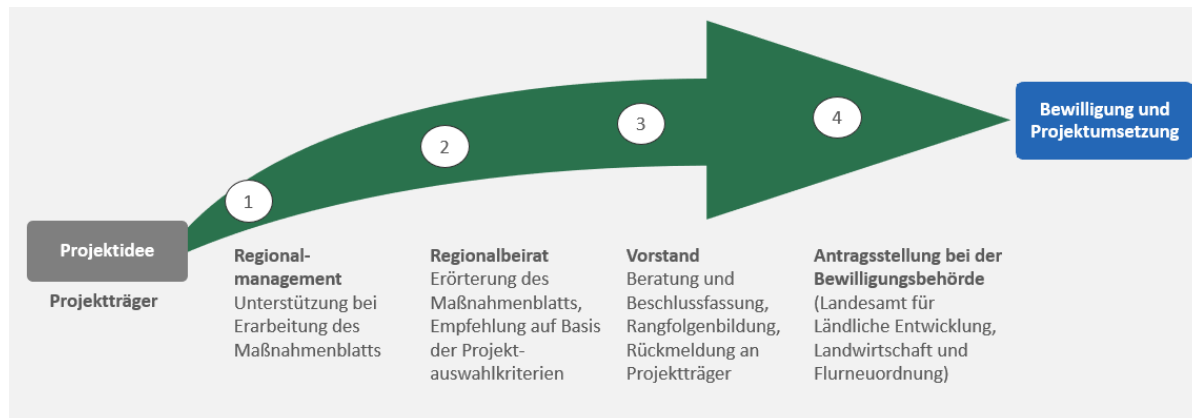 Projektidee
Projektträger
1
Regional-
management
Unterstützung bei
Erarbeitung des
Maßnahmenblatts
2
Regionalbeirat
Erörterung des
Maßnahmenblatts,
Empfehlung auf Basis
der Projekt-
auswahlkriterien
3
Vorstand
Beratung und
Beschlussfassung,
Rangfolgenbildung,
Rückmeldung an
Projektträger
4
Antragsstellung bei der
Bewilligungsbehörde
(Landesamt für
Ländliche Entwicklung,
Landwirtschaft und
Flurneuordnung)
Bewilligung und
Projektumsetzung